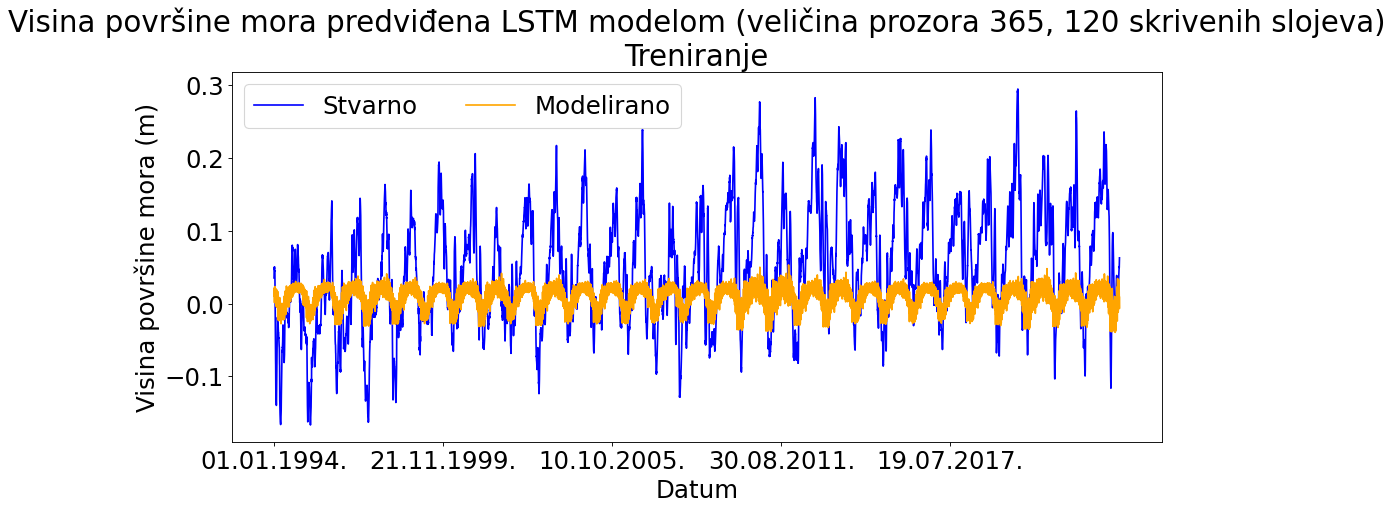 Visina površine mora predviđena LSTM modelom (veličina prozora 365, 120 skrivenih slojeva)
Treniranje
Stvarno Modelirano
Visina površine mora (m)
0.3
0.2
0.1
0.0
−0.1
01.01.1994. 21.11.1999. 10.10.2005. 30.08.2011. 19.07.2017.
Datum